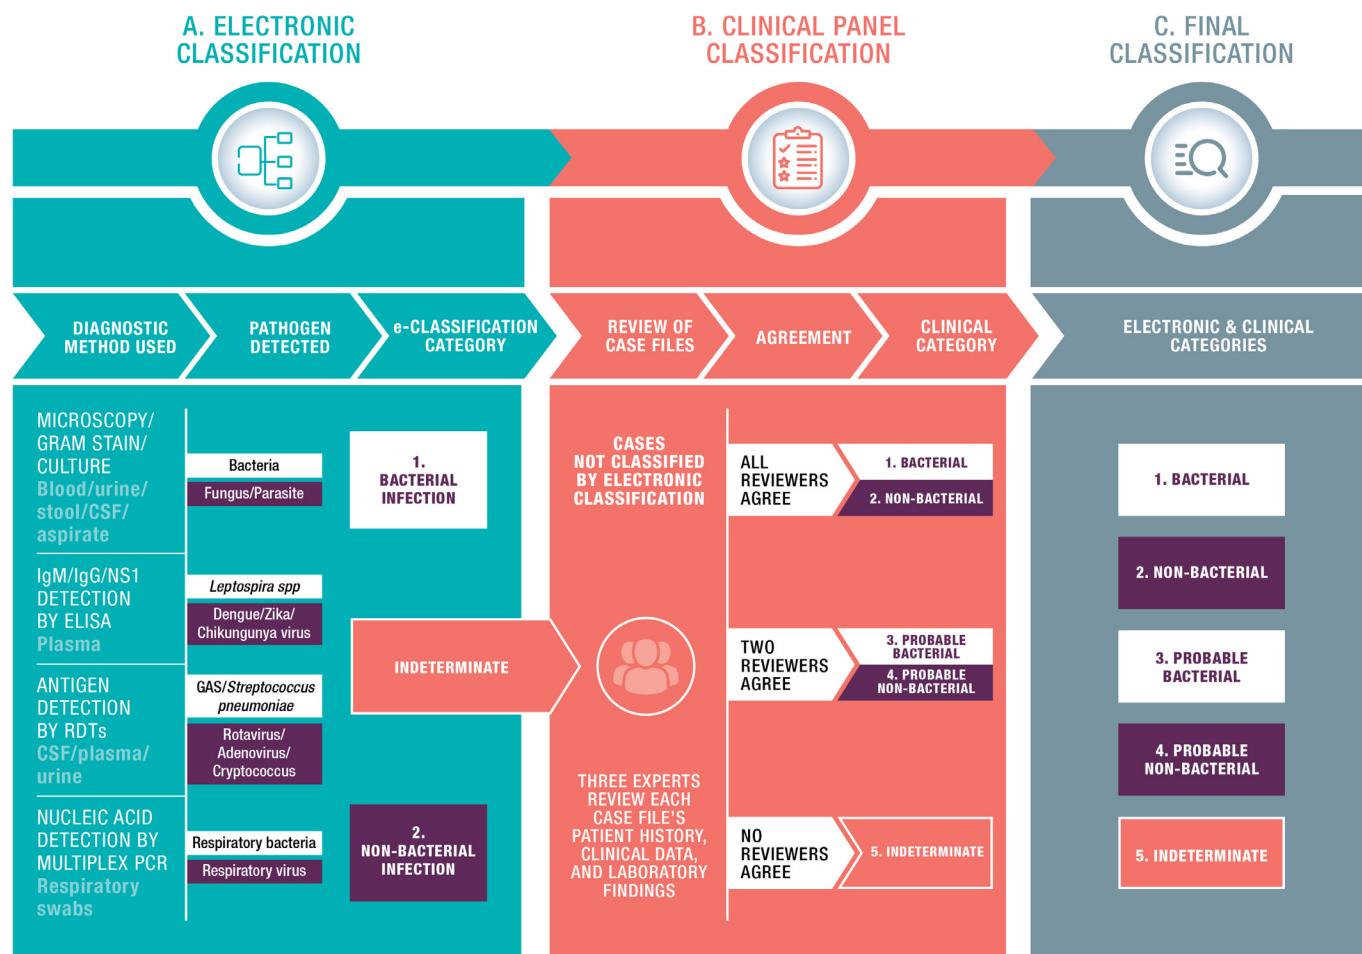 A. ELECTRONIC
CLASSIFICATION
B. CLINICAL PANEL
CLASSIFICATION
C. FINAL
CLASSIFICATION
DIAGNOSTIC
METHOD USED
PATHOGEN
DETECTED
e-CLASSIFICATION
CATEGORY
REVIEW OF
CASE FILES
AGREEMENT
CLINICAL
CATEGORY
ELECTRONIC & CLINICAL
CATEGORIES
MICROSCOPY/
GRAM STAIN/
CULTURE
Blood/urine/
stool/CSF/
aspirate
Bacteria
Fungus/Parasite
IgM/IgG/NS1
DETECTION
BY ELISA
Plasma
Leptospira spp
Dengue/Zika/
Chikungunya virus
ANTIGEN
DETECTION
BY RDTs
CSF/plasma/
urine
GAS/Streptococcus
pneumoniae
Rotavirus/
Adenovirus/
Cryptococcus
NUCLEIC ACID
DETECTION BY
MULTIPLEX PCR
Respiratory
swabs
Respiratory bacteria
Respiratory virus
1.
BACTERIAL
INFECTION
INDETERMINATE
2.
NON-BACTERIAL
INFECTION
CASES
NOT CLASSIFIED
BY ELECTRONIC
CLASSIFICATION
THREE EXPERTS
REVIEW EACH
CASE FILE'S
PATIENT HISTORY,
CLINICAL DATA,
AND LABORATORY
FINDINGS
ALL
REVIEWERS
AGREE
1. BACTERIAL
2. NON-BACTERIAL
TWO
REVIEWERS
AGREE
3. PROBABLE
BACTERIAL
4. PROBABLE
NON-BACTERIAL
NO
REVIEWERS
AGREE
5. INDETERMINATE
1. BACTERIAL
2. NON-BACTERIAL
3. PROBABLE
BACTERIAL
4. PROBABLE
NON-BACTERIAL
5. INDETERMINATE